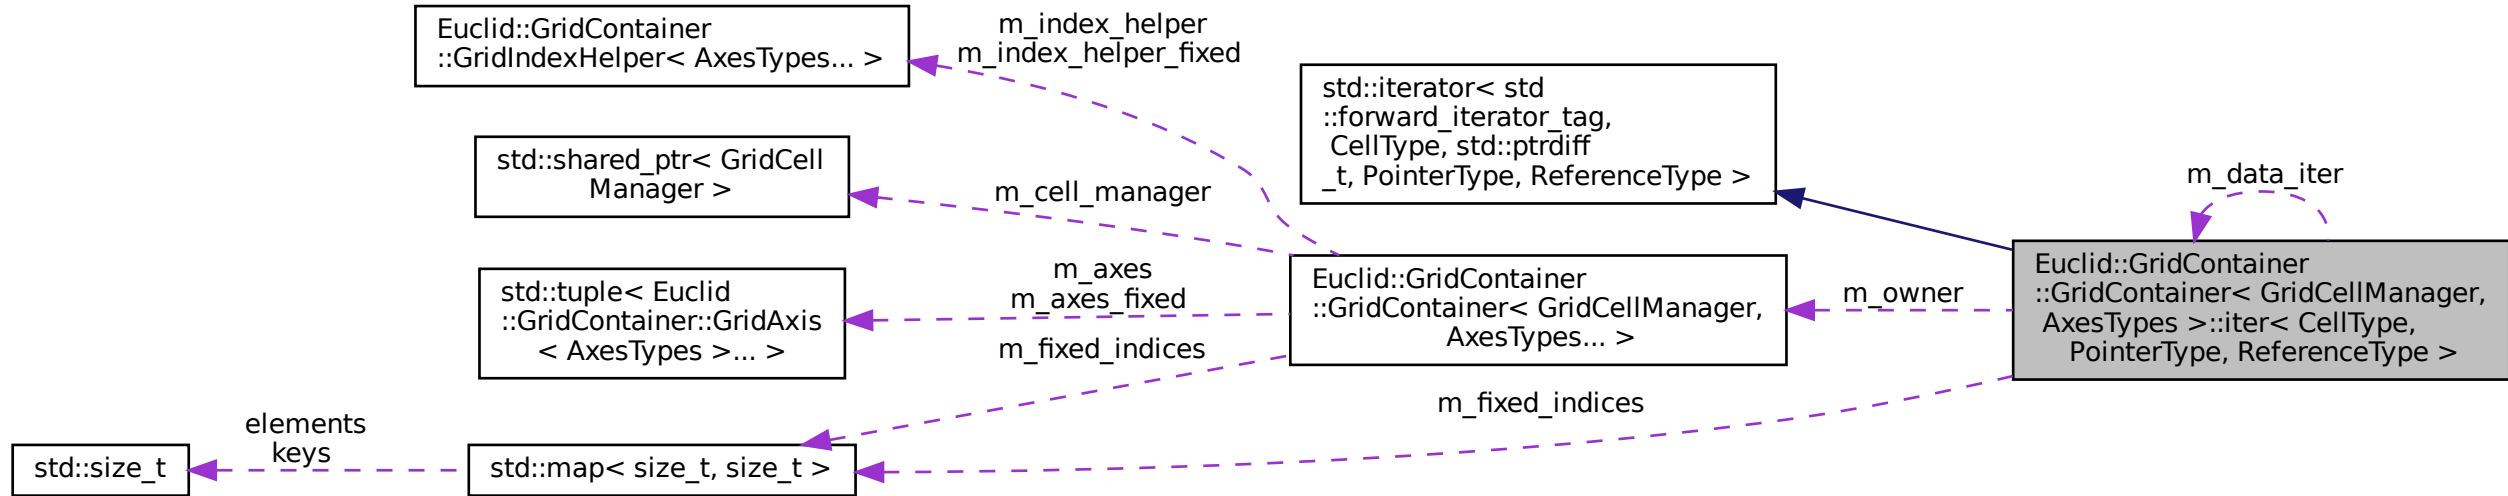 Euclid::GridContainer
::GridIndexHelper< AxesTypes... >
m_index_helper
m_index_helper_fixed
std::iterator< std
::forward_iterator_tag,
CellType, std::ptrdiff
_t, PointerType, ReferenceType >
std::shared_ptr< GridCell
Manager >
m_cell_manager
m_data_iter
std::tuple< Euclid
::GridContainer::GridAxis
< AxesTypes >... >
m_axes
m_axes_fixed
Euclid::GridContainer
::GridContainer< GridCellManager,
AxesTypes... >
m_owner
Euclid::GridContainer
::GridContainer< GridCellManager,
AxesTypes >::iter< CellType,
PointerType, ReferenceType >
m_fixed_indices
m_fixed_indices
std::size_t
elements
keys
std::map< size_t, size_t >